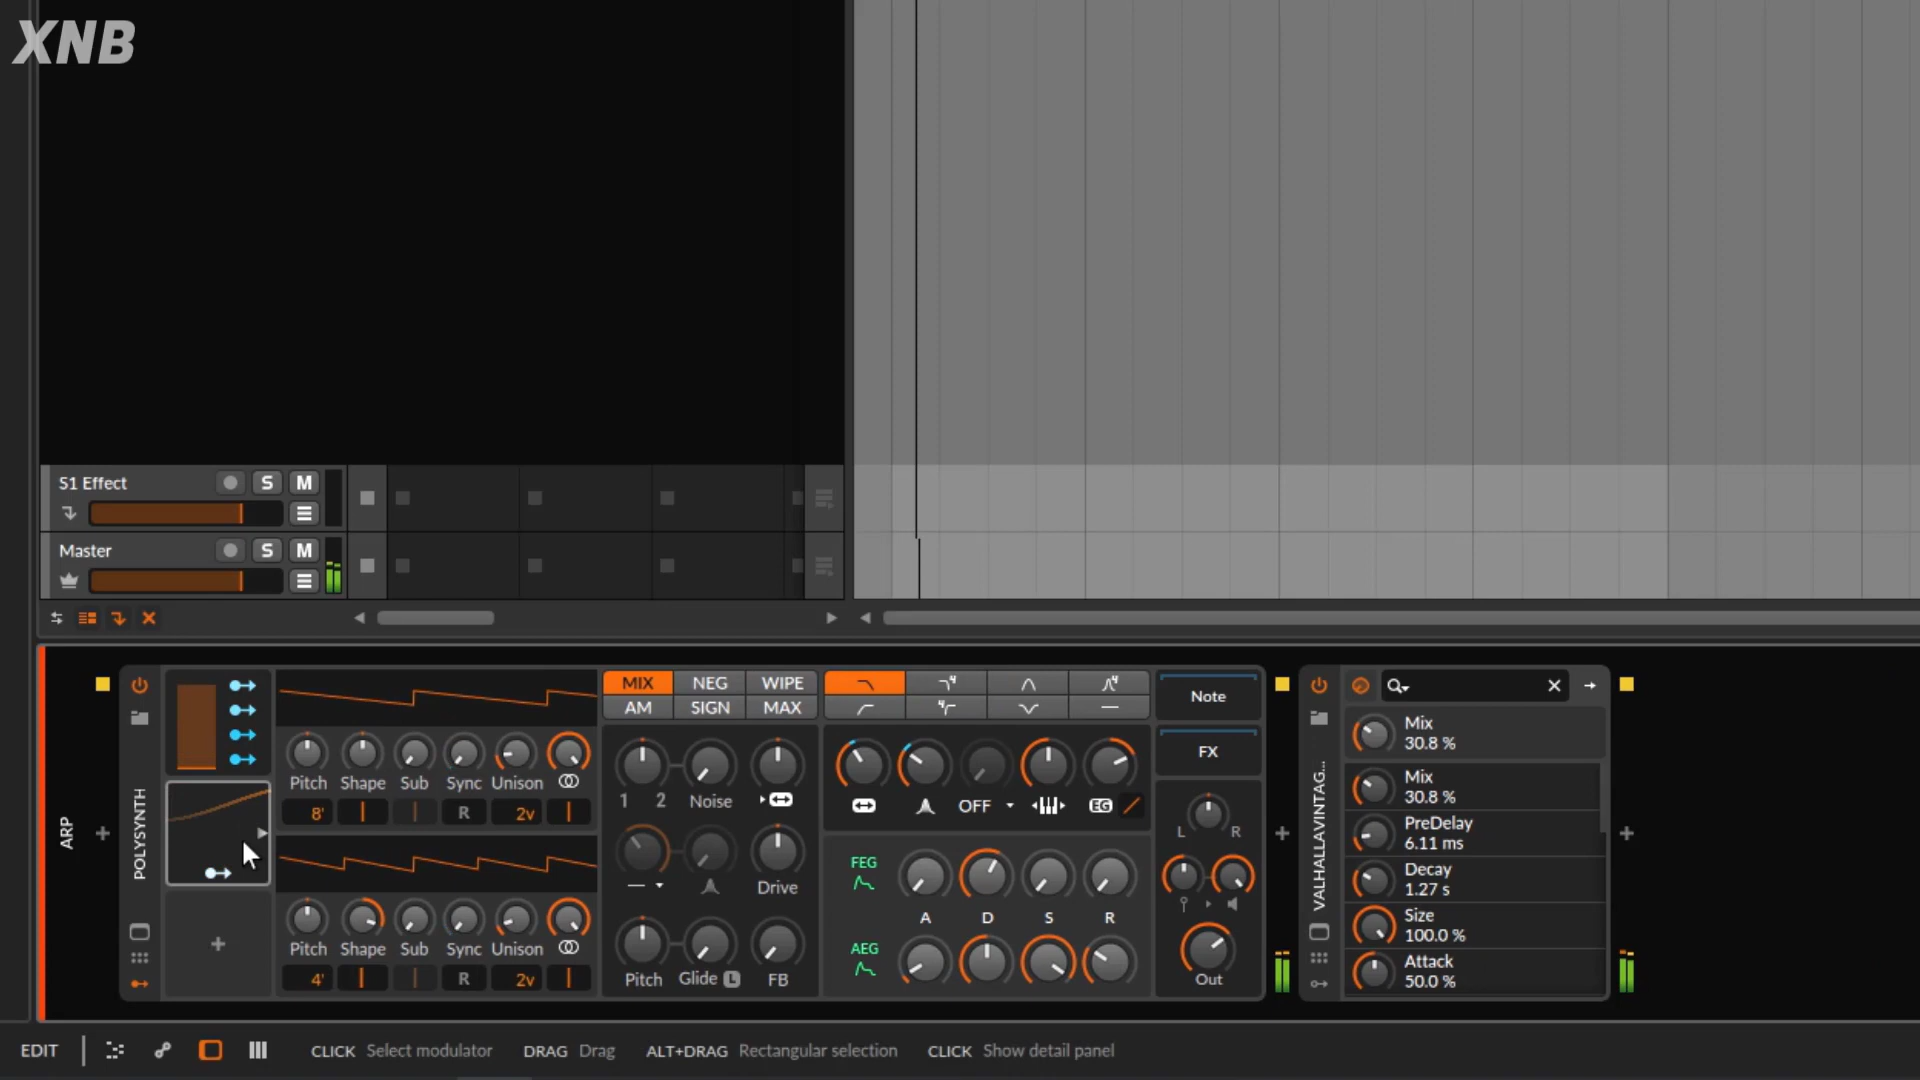 XNB
S1 Effect
S M
Master
S M
ARP
POLYSYNTH
Pitch Shape Sub Sync Unison
8' R 2v
Pitch Shape Sub Sync Unison
4' R 2v
MIX NEG WIPE
AM SIGN MAX
1 2 Noise
Drive
Pitch Glide L FB
OFF EG
FEG
A D S R
AEG
Note
FX
L R
Out
VALHALLAVINTAG...
Mix
30.8 %
Mix
30.8 %
PreDelay
6.11 ms
Decay
1.27 s
Size
100.0 %
Attack
50.0 %
EDIT CLICK Select modulator DRAG Drag ALT+DRAG Rectangular selection CLICK Show detail panel